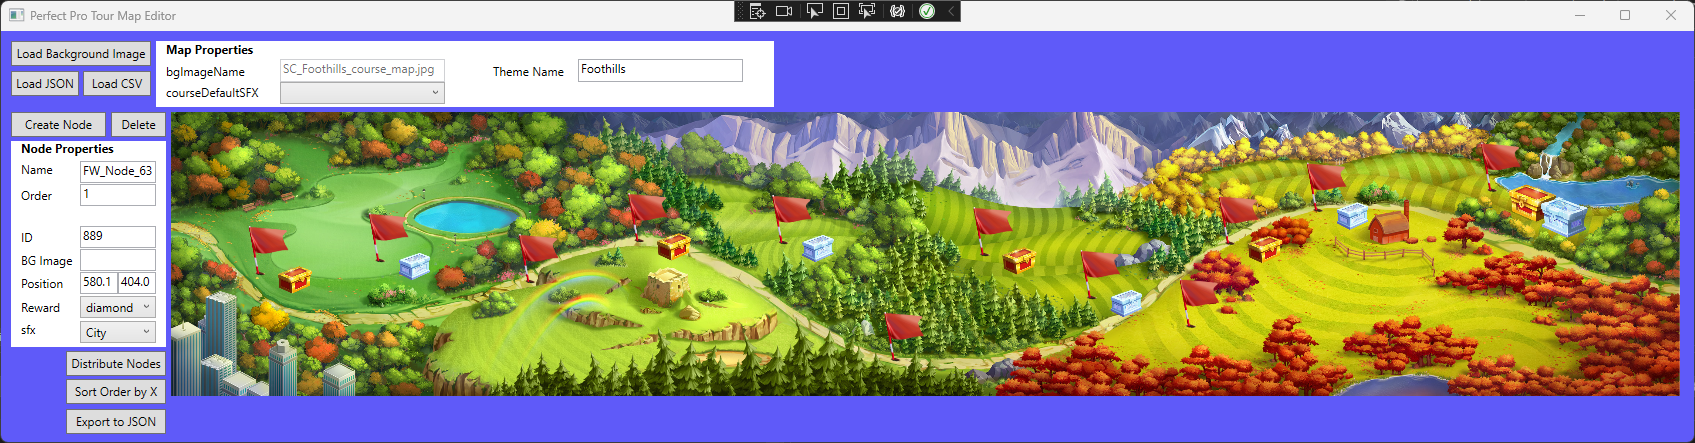 Perfect Pro Tour Map Editor
Load Background Image
Load JSON
Load CSV
Map Properties
bgImageName
SC_Foothills_course_map.jpg
Theme Name
Foothills
courseDefaultSFX
Create Node
Delete
Node Properties
Name
FW_Node_63
Order
1
ID
889
BG Image
Position
580.1
404.0
Reward
diamond
sfx
City
Distribute Nodes
Sort Order by X
Export to JSON